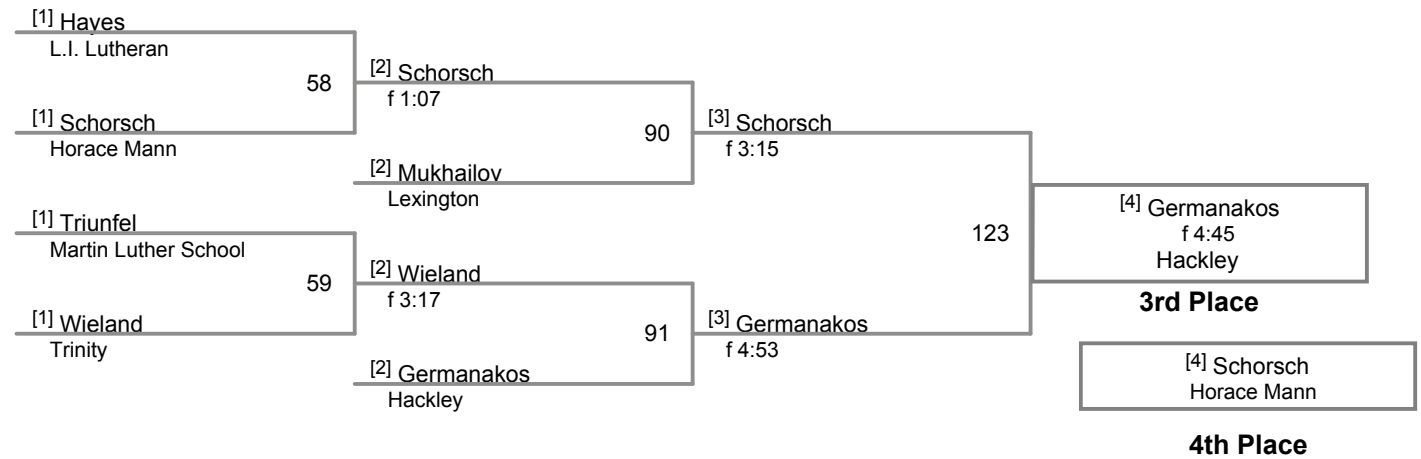 [1] Hayes
L.I. Lutheran
58
[2] Schorsch
f 1:07
[1] Schorsch
Horace Mann
90
[3] Schorsch
f 3:15
[2] Mukhailov
Lexington
[1] Triunfel
Martin Luther School
123
[4] Germanakos
f 4:45
Hackley
3rd Place
59
[2] Wieland
f 3:17
[1] Wieland
Trinity
91
[3] Germanakos
f 4:53
[2] Germanakos
Hackley
[4] Schorsch
Horace Mann
4th Place